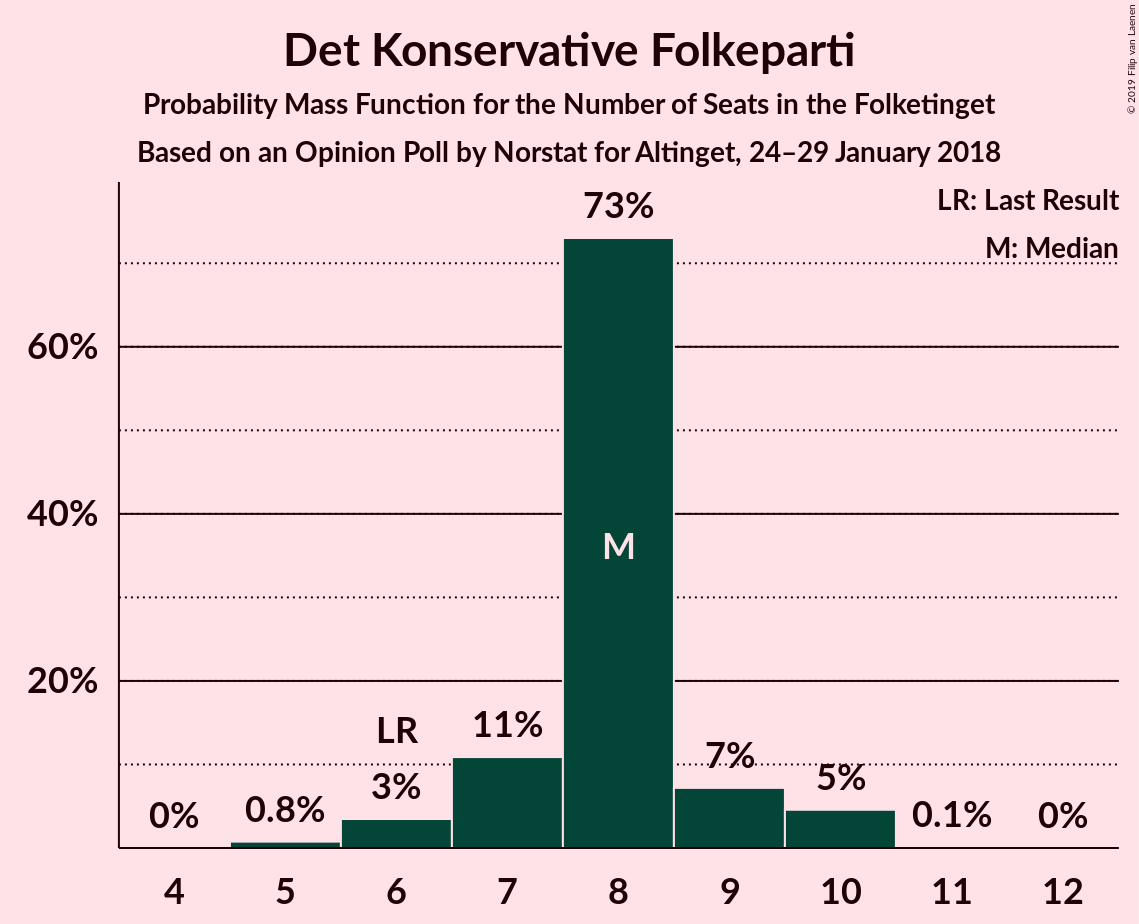 Det Konservative Folkeparti
Probability Mass Function for the Number of Seats in the Folketinget
Based on an Opinion Poll by Norstat for Altinget, 24–29 January 2018
© 2019 Filip van Laenen
LR: Last Result
M: Median
73%
60%
40%
M
20%
LR
11%
7%
5%
3%
0%
0.8%
0.1%
0%
4 5 6 7 8 9 10 11 12